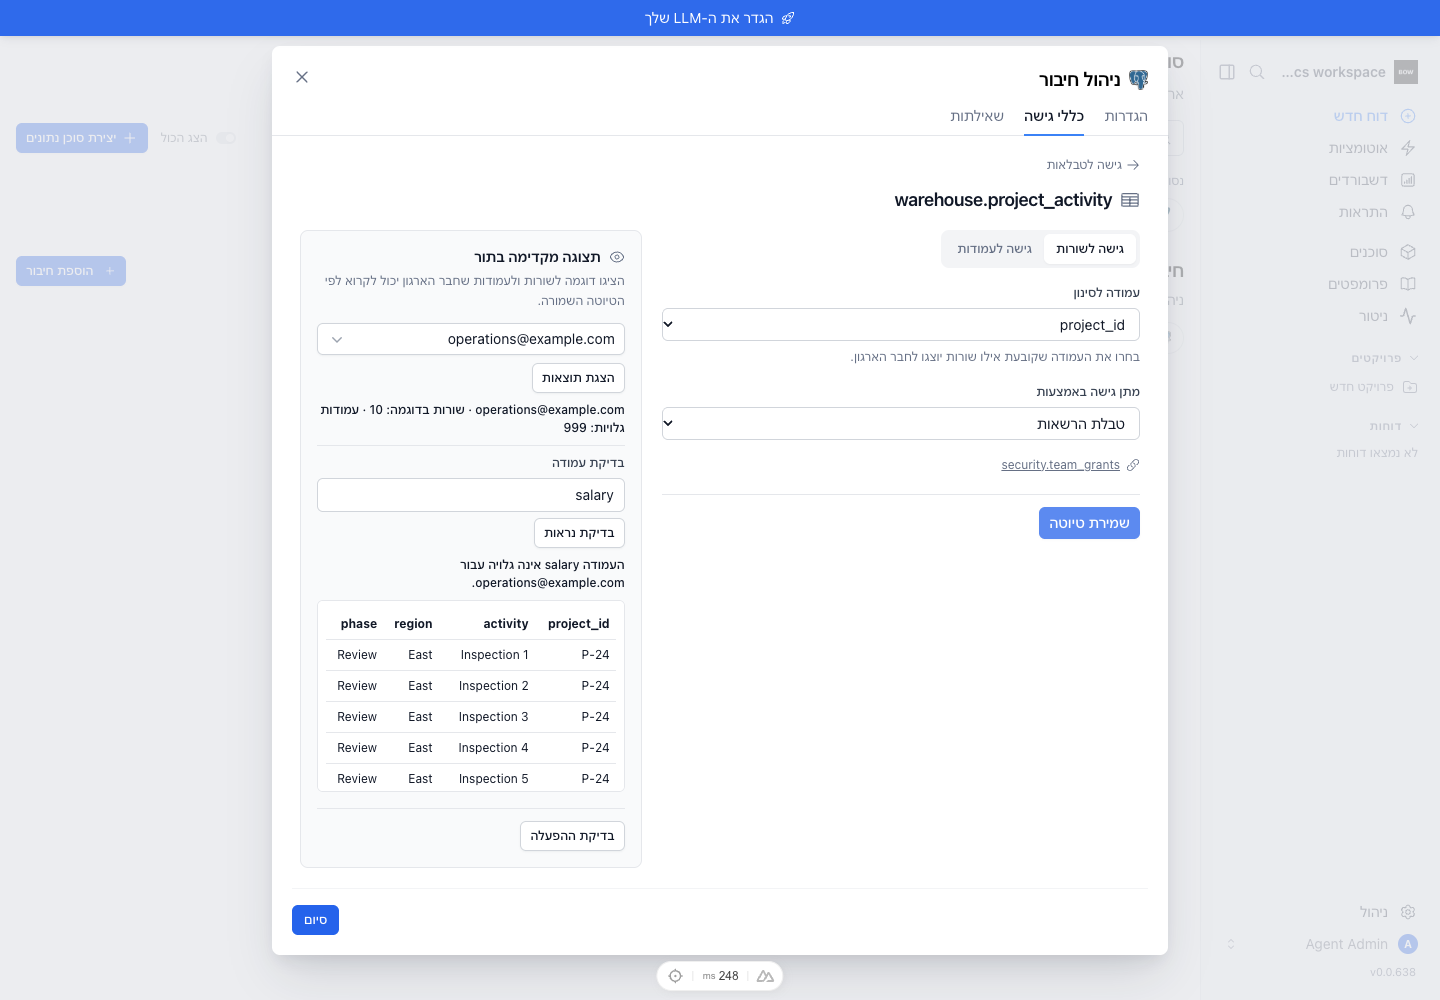 הגדר את ה-LLM שלך
...cs workspace
דוח חדש
אוטומציות
דשבורדים
התראות
סוכנים
פרומפטים
ניטור
פרויקטים
פרויקט חדש
דוחות
לא נמצאו דוחות
ניהול
Agent Admin
A
v0.0.638
הצג הכול
יצירת סוכן נתונים
הוספת חיבור
ניהול חיבור
הגדרות
כללי גישה
שאילתות
גישה לטבלאות
warehouse.project_activity
גישה לשורות
גישה לעמודות
עמודה לסינון
project_id
בחרו את העמודה שקובעת אילו שורות יוצגו לחבר הארגון.
מתן גישה באמצעות
טבלת הרשאות
security.team_grants
שמירת טיוטה
תצוגה מקדימה בתור
הציגו דוגמה לשורות ולעמודות שחבר הארגון יכול לקרוא לפי
הטיוטה השמורה.
operations@example.com
הצגת תוצאות
operations@example.com · שורות בדוגמה: 10 · עמודות
גלויות: 999
בדיקת עמודה
salary
בדיקת נראות
העמודה salary אינה גלויה עבור
operations@example.com.
project_id activity region phase
P-24 Inspection 1 East Review
P-24 Inspection 2 East Review
P-24 Inspection 3 East Review
P-24 Inspection 4 East Review
P-24 Inspection 5 East Review
בדיקת ההפעלה
סיום
248 ms